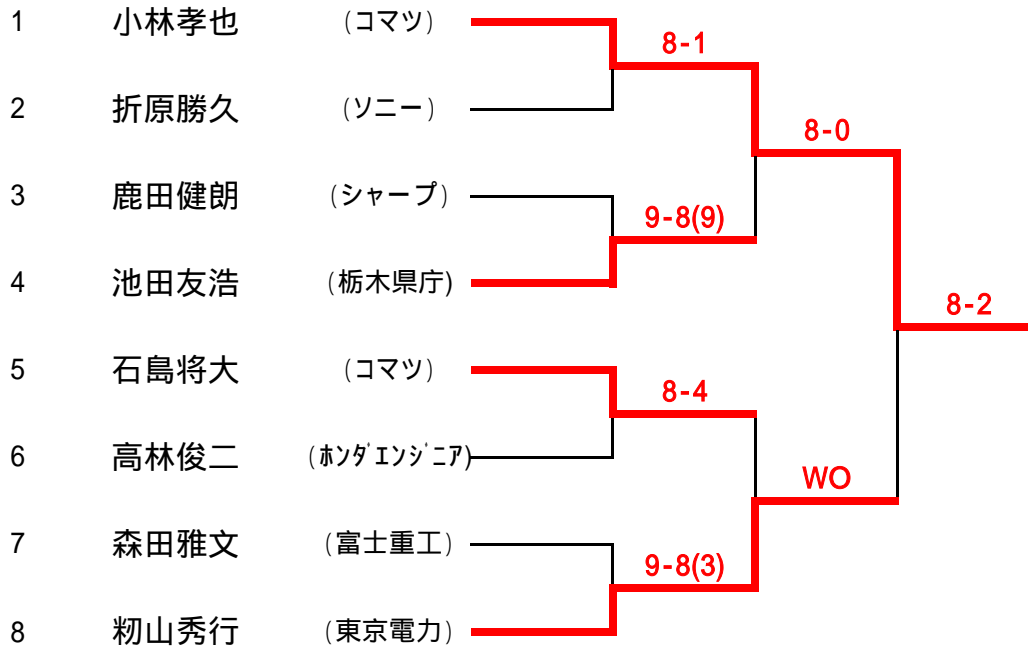 1 小林孝也 (コマツ)
8-1
2 折原勝久 (ソニー)
8-0
3 鹿田健朗 (シャープ)
9-8(9)
4 池田友浩 (栃木県庁)
8-2
5 石島将大 (コマツ)
8-4
6 高林俊二 (ホンダエンジニア)
WO
7 森田雅文 (富士重工)
9-8(3)
8 籾山秀行 (東京電力)